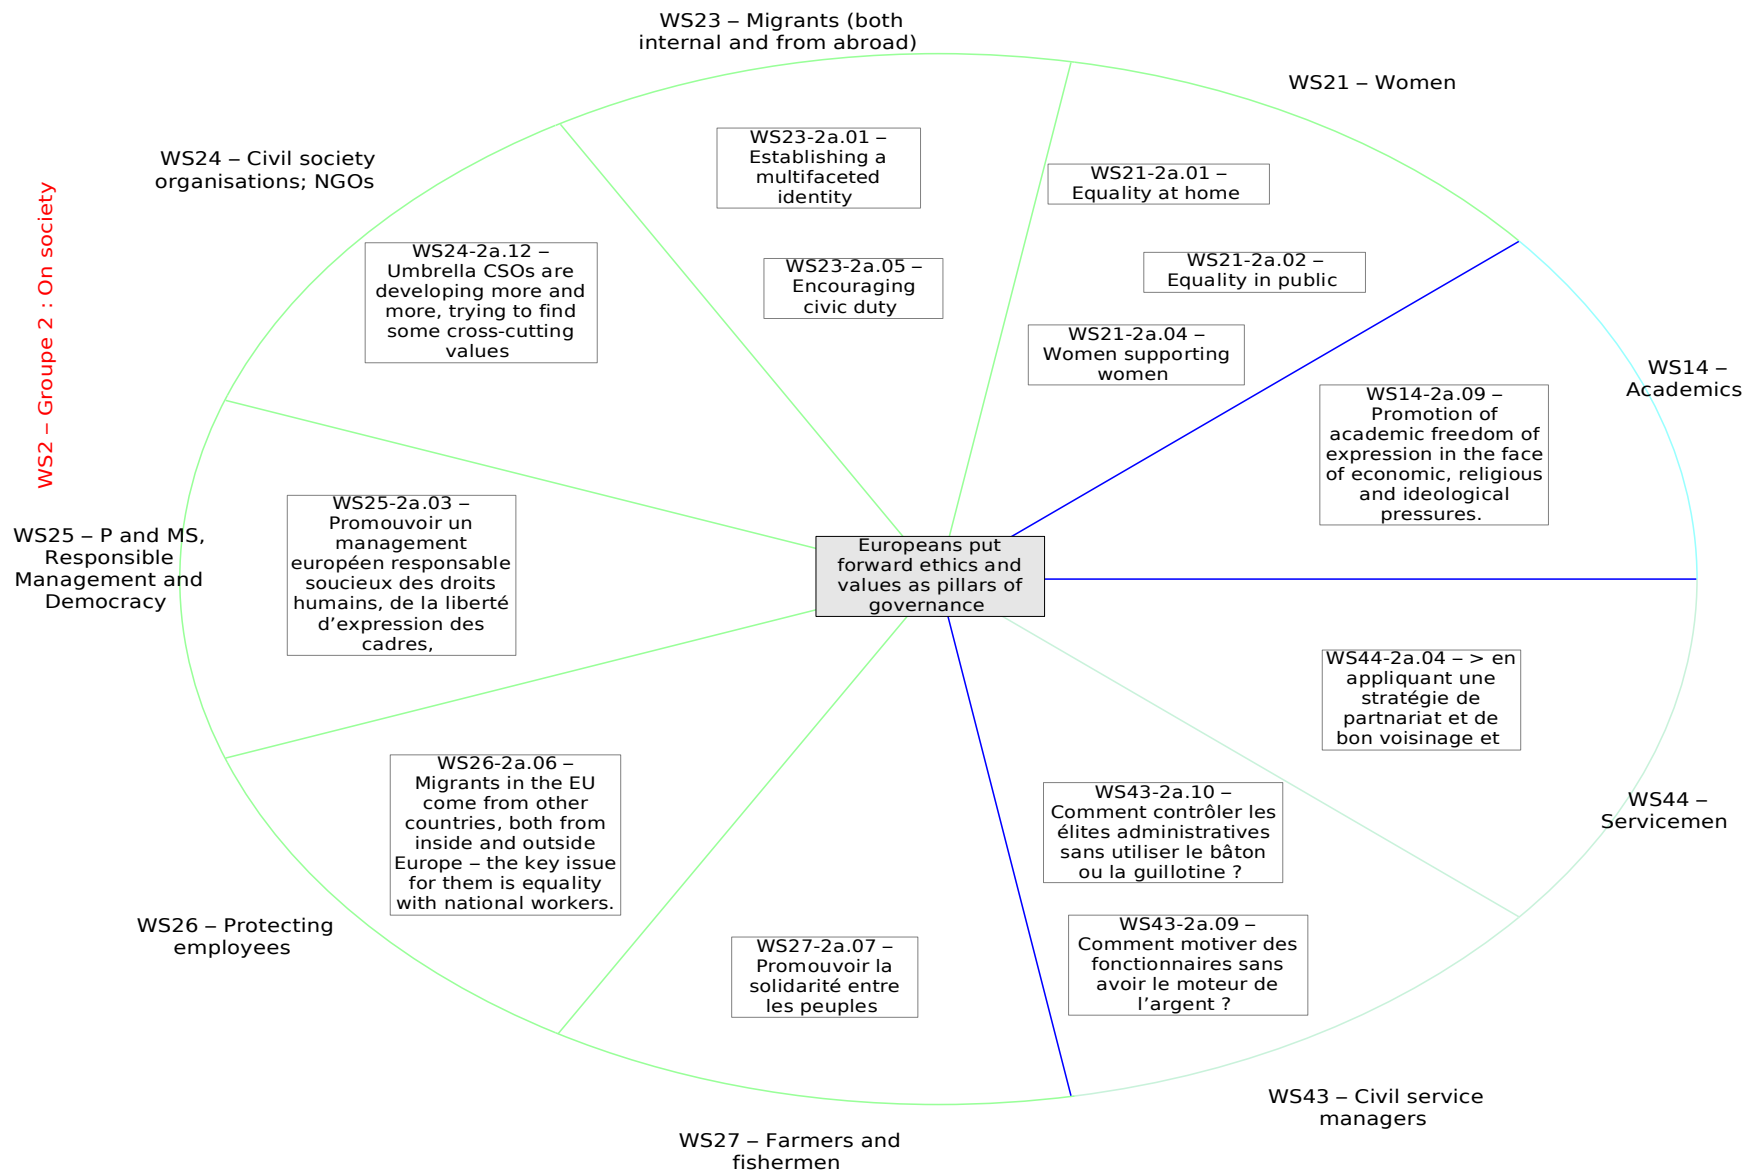 WS23 – Migrants (both
internal and from abroad)
WS21 – Women
WS24 – Civil society
organisations; NGOs
WS2 – Groupe 2 : On society
WS23-2a.01 –
Establishing a
multifaceted
identity
WS21-2a.01 –
Equality at home
WS24-2a.12 –
Umbrella CSOs are
developing more and
more, trying to find
some cross-cutting
values
WS23-2a.05 –
Encouraging
civic duty
WS21-2a.02 –
Equality in public
WS21-2a.04 –
Women supporting
women
WS14 –
Academics
WS14-2a.09 –
Promotion of
academic freedom of
expression in the face
of economic, religious
and ideological
pressures.
WS25 – P and MS,
Responsible
Management and
Democracy
WS25-2a.03 –
Promouvoir un
management
européen responsable
soucieux des droits
humains, de la liberté
d’expression des
cadres,
Europeans put
forward ethics and
values as pillars of
governance
WS44-2a.04 – > en
appliquant une
stratégie de
partnariat et de
bon voisinage et
WS26-2a.06 –
Migrants in the EU
come from other
countries, both from
inside and outside
Europe – the key issue
for them is equality
with national workers.
WS43-2a.10 –
Comment contrôler les
élites administratives
sans utiliser le bâton
ou la guillotine ?
WS44 –
Servicemen
WS26 – Protecting
employees
WS27-2a.07 –
Promouvoir la
solidarité entre
les peuples
WS43-2a.09 –
Comment motiver des
fonctionnaires sans
avoir le moteur de
l’argent ?
WS43 – Civil service
managers
WS27 – Farmers and
fishermen